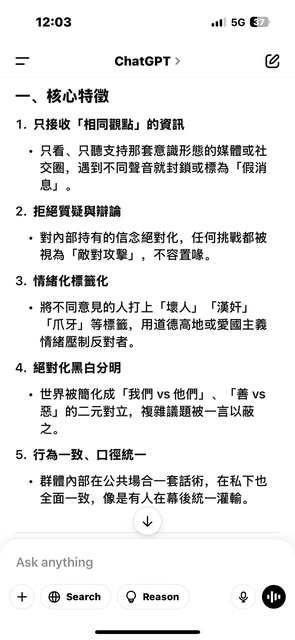 12:03
5G
37
ChatGPT >
一、核心特徵
1. 只接收「相同觀點」的資訊
• 只看、只聽支持那套意識形態的媒體或社
交圈，遇到不同聲音就封鎖或標為「假消
息」。
2. 拒絕質疑與辯論
• 對內部持有的信念絕對化，任何挑戰都被
視為「敵對攻擊」，不容置喙。
3. 情緒化標籤化
• 將不同意見的人打上「壞人」「漢奸」
「爪牙」等標籤，用道德高地或愛國主義
情緒壓制反對者。
4. 絕對化黑白分明
• 世界被簡化成「我們 vs 他們」、「善 vs
惡」的二元對立，複雜議題被一言以蔽
之。
5. 行為一致、口徑統一
• 群體內部在公共場合一套話術，在私下也
全面一致，像是有人在幕後統一灌輸。
Ask anything
Search
Reason